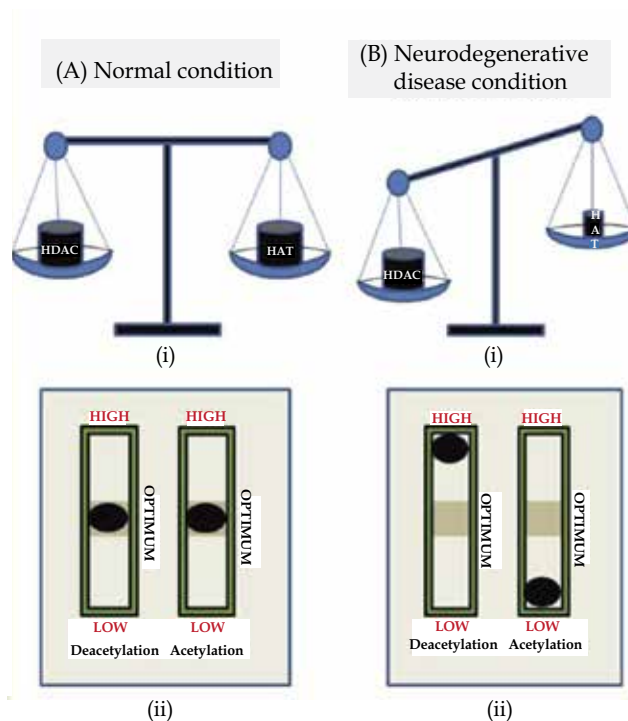 (A) Normal condition
(B) Neurodegenerative
disease condition
HDAC
HAT
(i)
HDAC
H
A
T
(i)
HIGH
HIGH
OPTIMUM
OPTIMUM
LOW
LOW
Deacetylation
Acetylation
(ii)
HIGH
HIGH
OPTIMUM
OPTIMUM
LOW
LOW
Deacetylation
Acetylation
(ii)